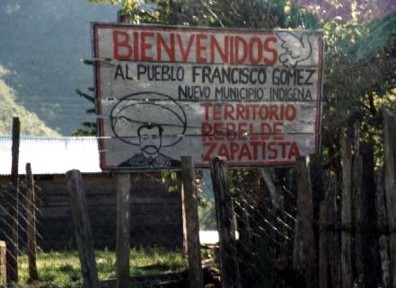 BIENVENIDOS
AL PUEBLO FRANCISCO GOMEZ
NUEVO MUNICIPIO INDIGENA
TERRITORIO
REBELDE
ZAPATISTA